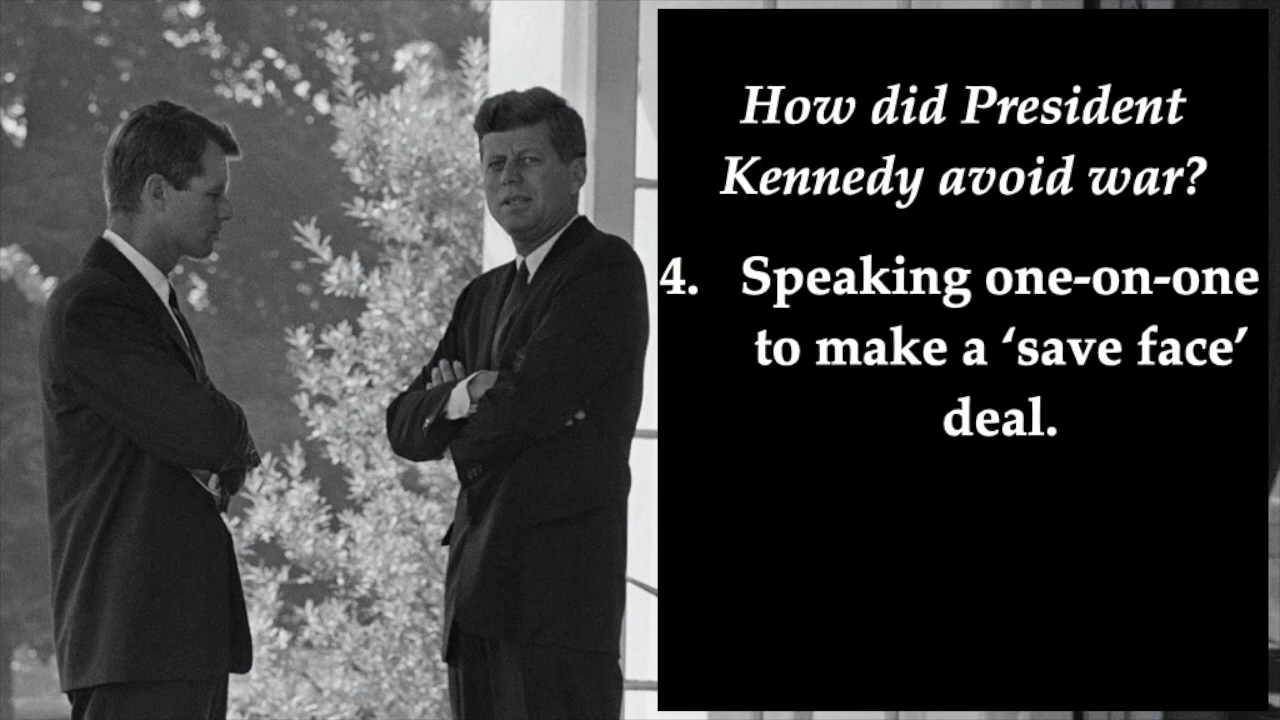 How did President
Kennedy avoid war?
4. Speaking one-on-one
to make a ‘save face’
deal.